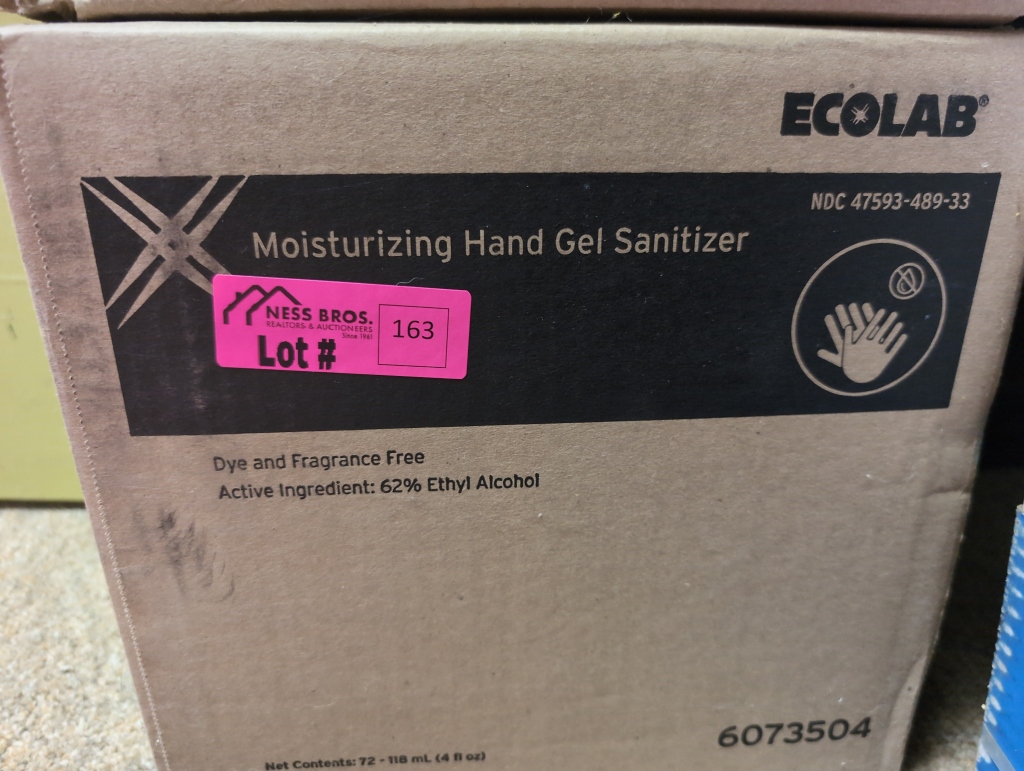 ECOLAB®
NDC 47593-489-33
Moisturizing Hand Gel Sanitizer
NESS BROS.
REALTORS & AUCTIONEERS
Since 1961
Lot #
163
Dye and Fragrance Free
Active Ingredient: 62% Ethyl Alcohol
6073504
Net Contents: 72 - 118 mL (4 fl oz)